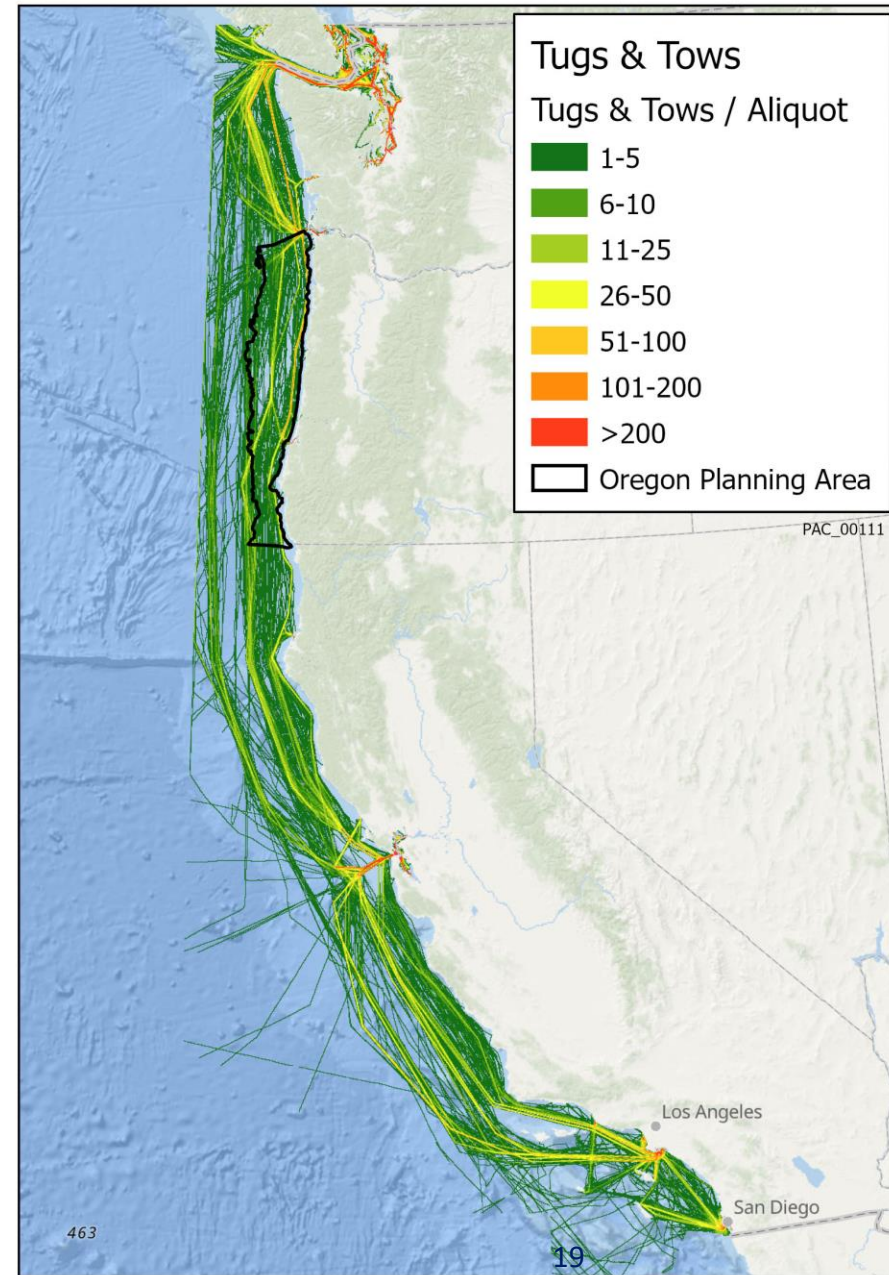 Tugs & Tows
Tugs & Tows / Aliquot
1-5
6-10
11-25
26-50
51-100
101-200
>200
Oregon Planning Area
PAC_00111
Los Angeles
San Diego
463
19